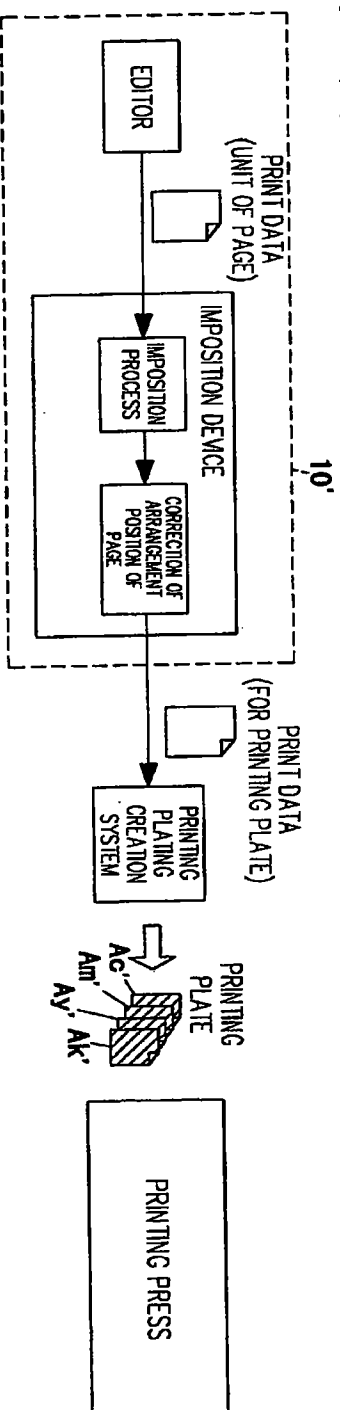 10'
EDITOR
PRINT DATA
(UNIT OF PAGE)
IMPOSITION DEVICE
IMPOSITION
PROCESS
CORRECTION OF
ARRANGEMENT
POSITION OF
PAGE
PRINT DATA
(FOR PRINTING PLATE)
PRINTING
PLATING
CREATION
SYSTEM
PRINTING
PLATE
Ac'
Am'
Ay'
Ak'
PRINTING PRESS